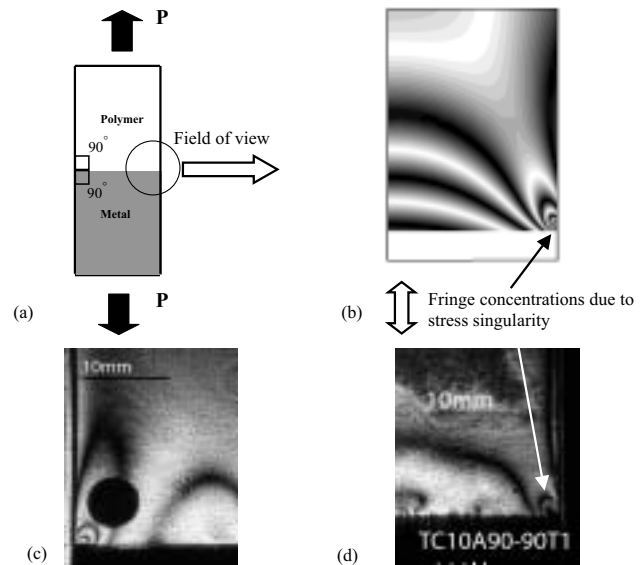 P
Polymer
90°
Field of view
90°
Metal
P
(a)
(b)
Fringe concentrations due to
stress singularity
10mm
(c)
10mm
TC10A90-90T1
(d)